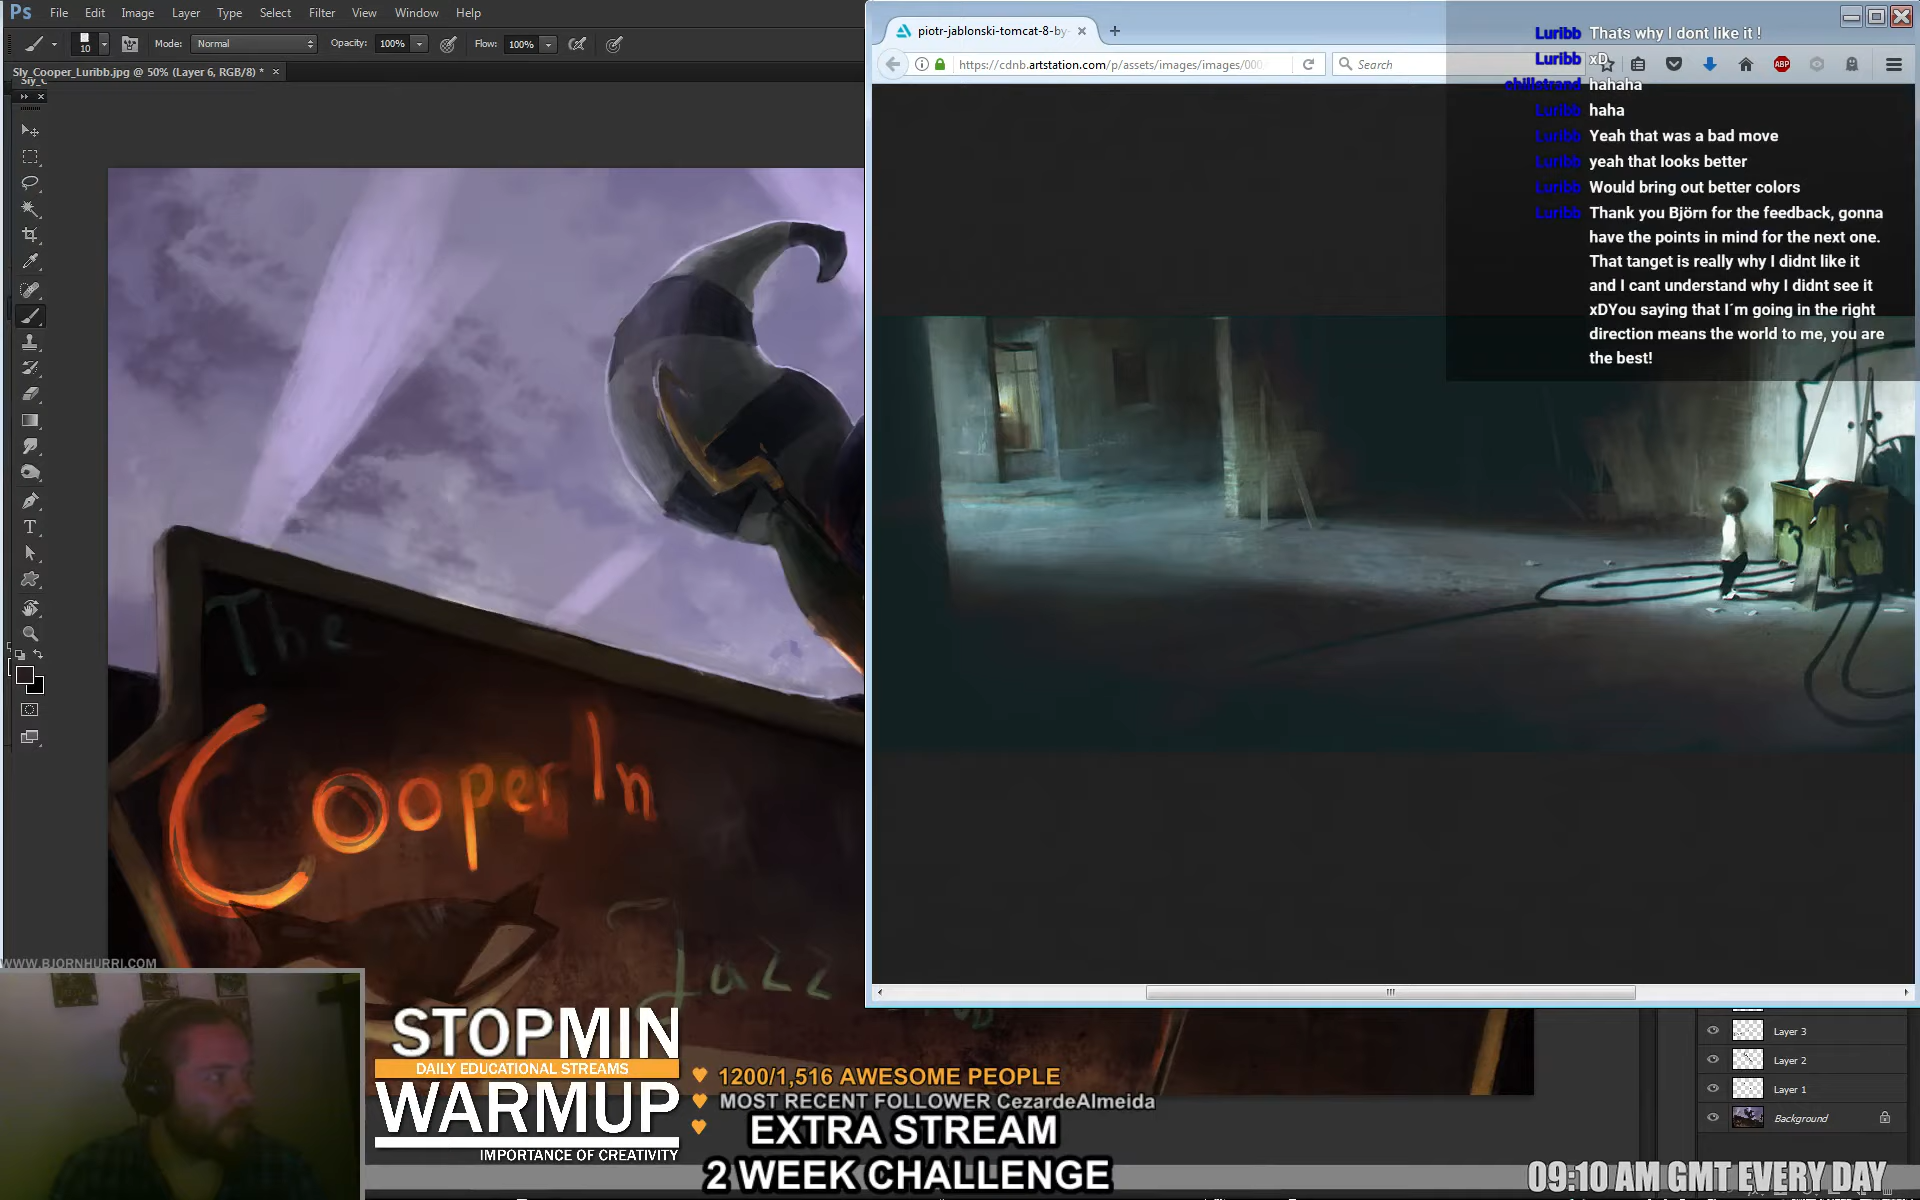 Ps File Edit Image Layer Type Select Filter View Window Help
10 Mode: Normal Opacity: 100% Flow: 100%
Sly_Cooper_Luribb.jpg @ 50% (Layer 6, RGB/8) *
piotr-jablonski-tomcat-8-by-
https://cdnb.artstation.com/p/assets/images/images/000
Search
ABP
Luribb Thats why I dont like it !
Luribb xD
chillstrand hahaha
Luribb haha
Luribb Yeah that was a bad move
Luribb yeah that looks better
Luribb Would bring out better colors
Luribb Thank you Björn for the feedback, gonna
have the points in mind for the next one.
That tanget is really why I didnt like it
and I cant understand why I didnt see it
xDYou saying that I´m going in the right
direction means the world to me, you are
the best!
The
Cooper In
Jazz
WWW.BJORNHURRI.COM
STOPMIN
DAILY EDUCATIONAL STREAMS
WARMUP
IMPORTANCE OF CREATIVITY
1200/1,516 AWESOME PEOPLE
MOST RECENT FOLLOWER CezardeAlmeida
EXTRA STREAM
2 WEEK CHALLENGE
Layer 3
Layer 2
Layer 1
Background
09:10 AM GMT EVERY DAY